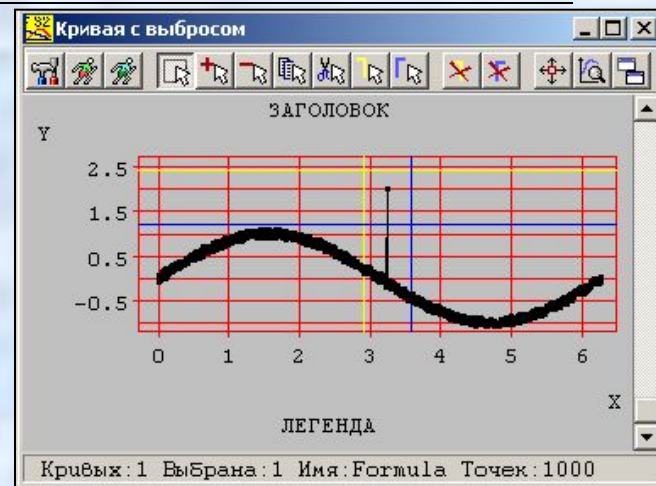 Кривая с выбросом
ЗАГОЛОВОК
Y
2.5
1.5
0.5
-0.5
0 1 2 3 4 5 6
X
ЛЕГЕНДА
Кривых:1 Выбрана:1 Имя:Formula Точек:1000